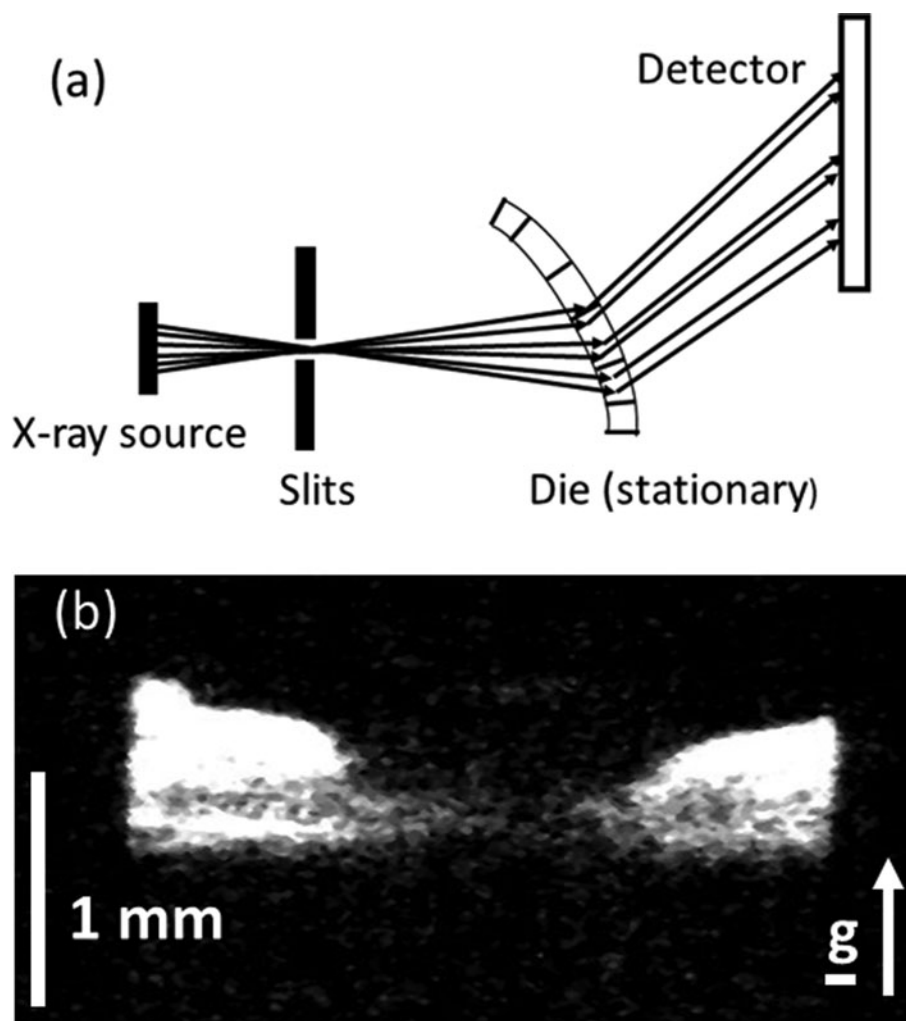 (a)
Detector
X-ray source
Slits
Die (stationary)
(b)
1 mm
g